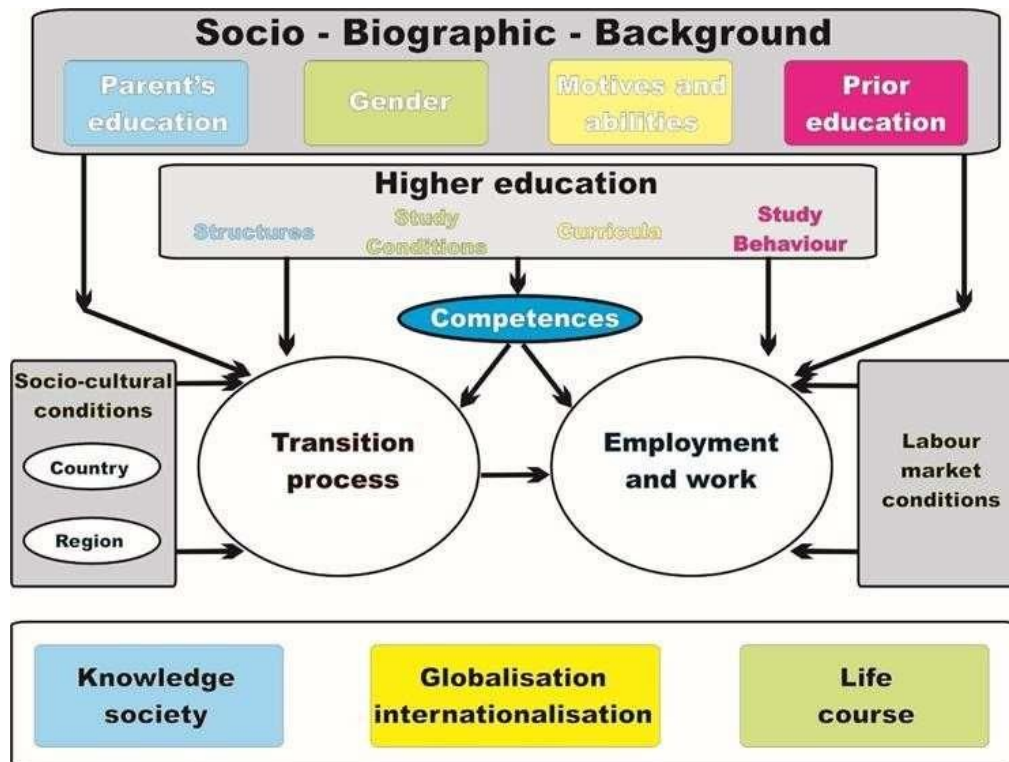 Socio - Biographic - Background
Parent's
education
Gender
Motives and
abilities
Prior
education
Higher education
Structures
Study
Conditions
Curricula
Study
Behaviour
Competences
Socio-cultural
conditions
Country
Region
Transition
process
Employment
and work
Labour
market
conditions
Knowledge
society
Globalisation
internationalisation
Life
course